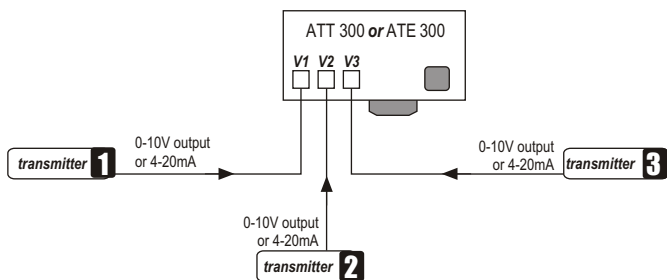 ATT 300 or ATE 300
V1 V2 V3
0-10V output
or 4-20mA
transmitter 1
0-10V output
or 4-20mA
transmitter 3
0-10V output
or 4-20mA
transmitter 2